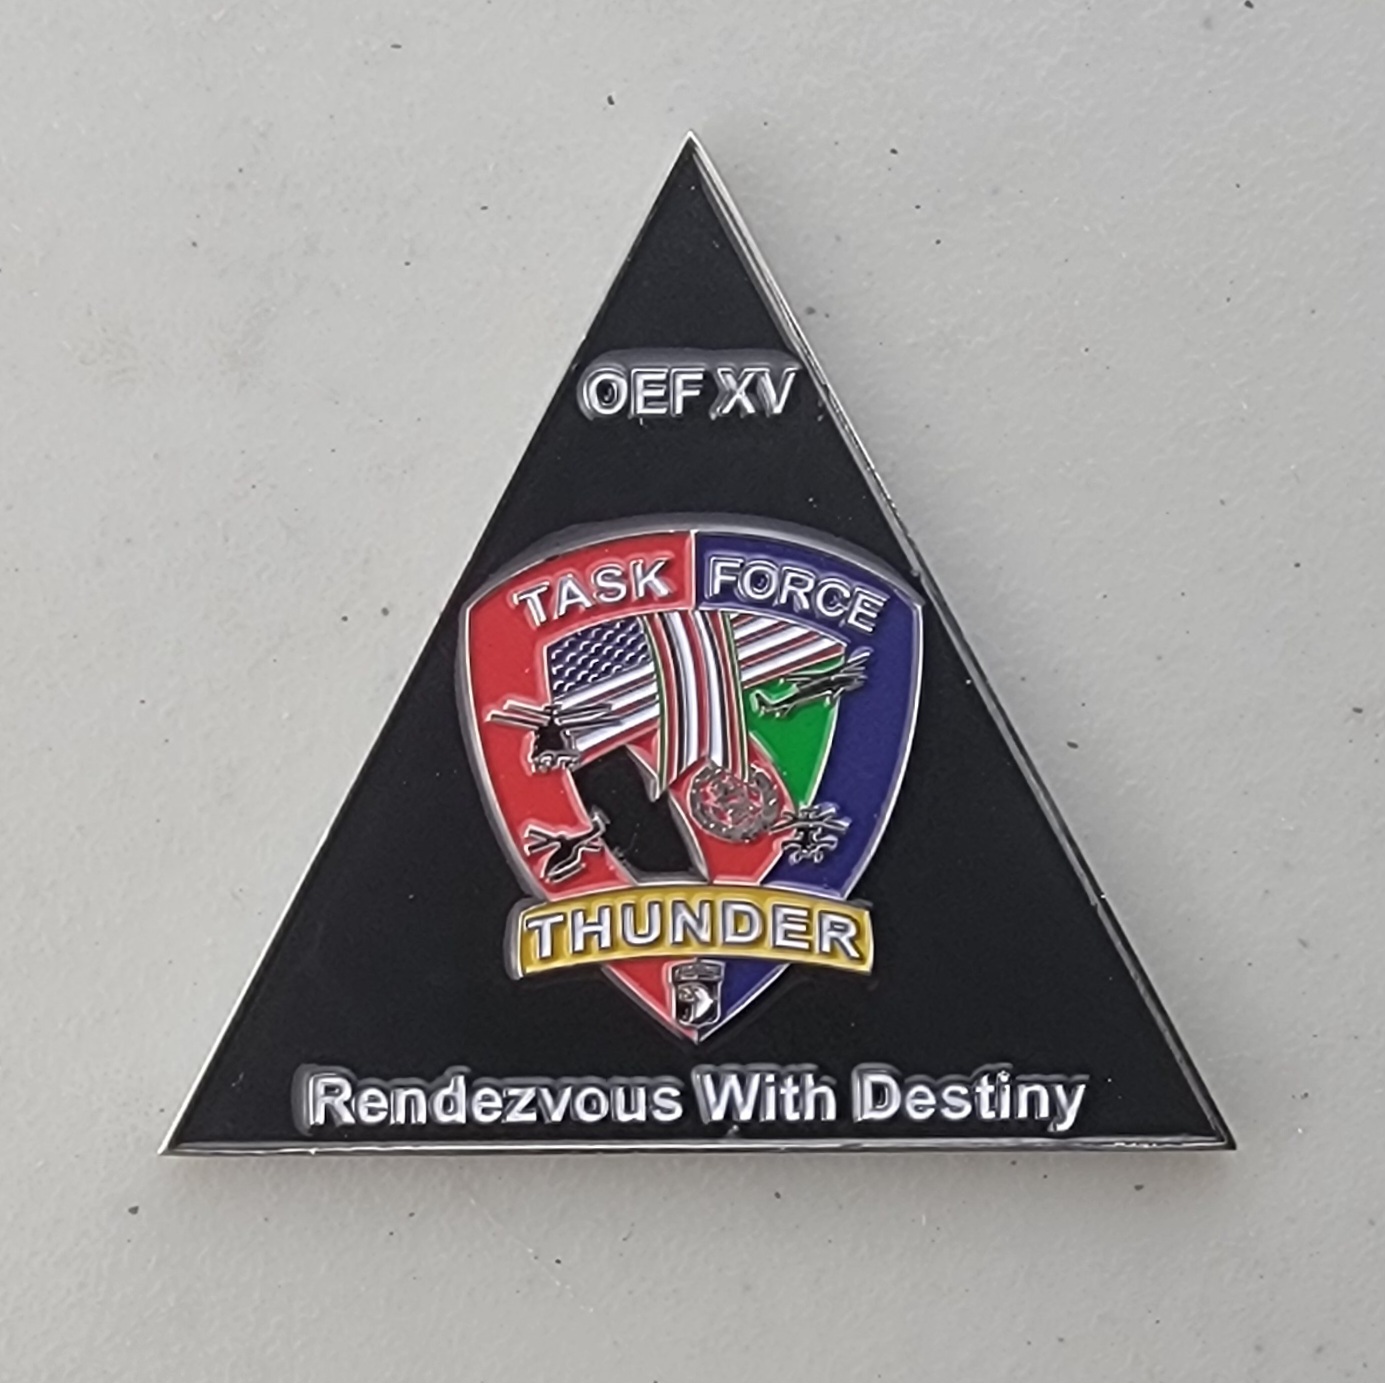 OEF XV
TASK FORCE
THUNDER
Rendezvous With Destiny